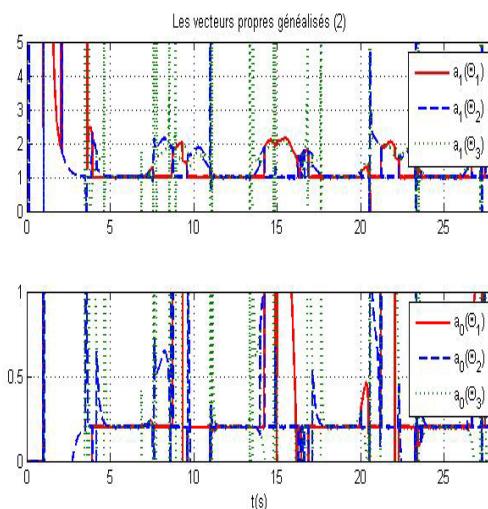 Les vecteurs propres généalisés (2)
5
4
3
2
1
0
0 5 10 15 20 25
a₁(Θ₁)
a₁(Θ₂)
a₁(Θ₃)
1
0.5
0
0 5 10 15 20 25
a₀(Θ₁)
a₀(Θ₂)
a₀(Θ₃)
t(s)